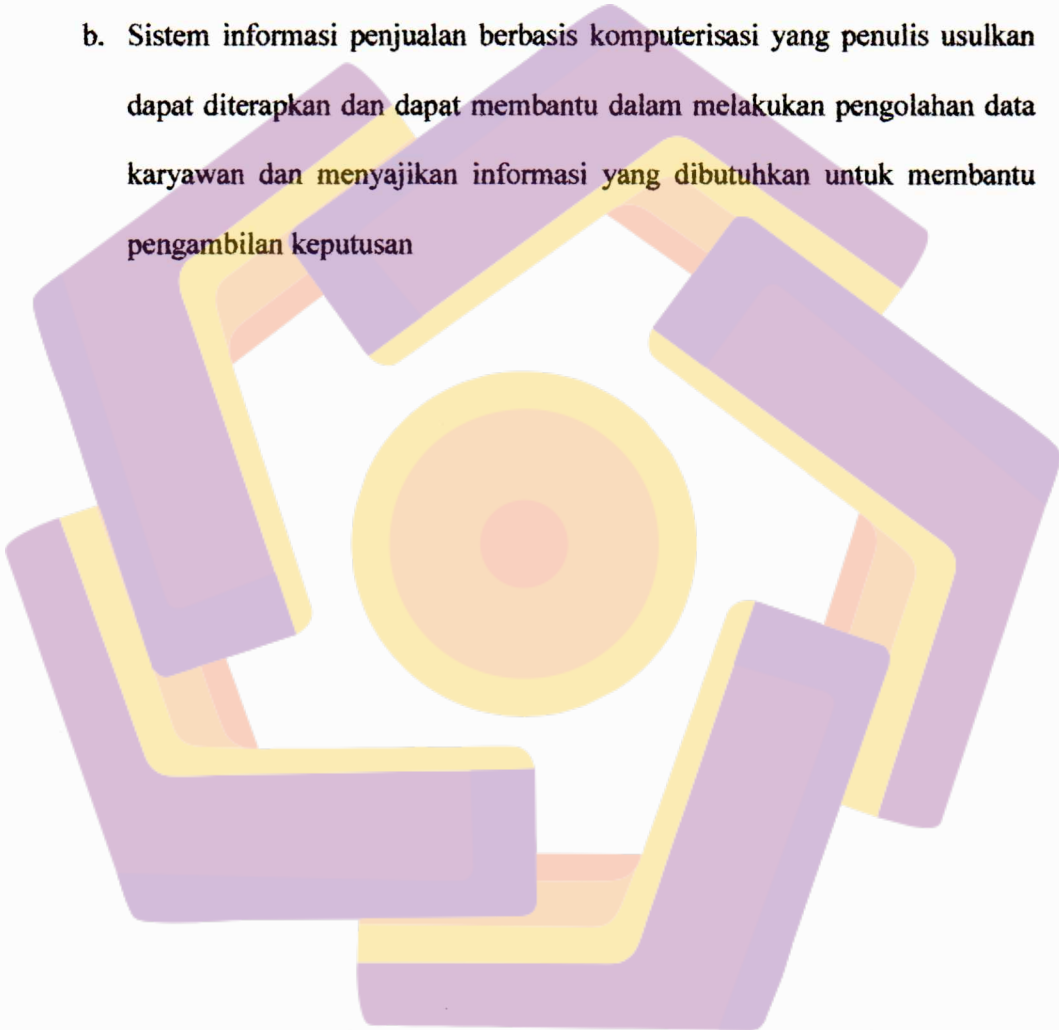 b. Sistem informasi penjualan berbasis komputerisasi yang penulis usulkan
dapat diterapkan dan dapat membantu dalam melakukan pengolahan data
karyawan dan menyajikan informasi yang dibutuhkan untuk membantu
pengambilan keputusan